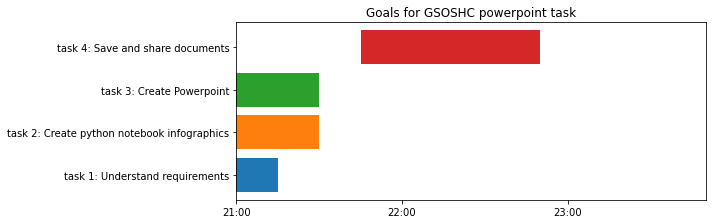 Goals for GSOSHC powerpoint task
task 4: Save and share documents
task 3: Create Powerpoint
task 2: Create python notebook infographics
task 1: Understand requirements
21:00 22:00 23:00